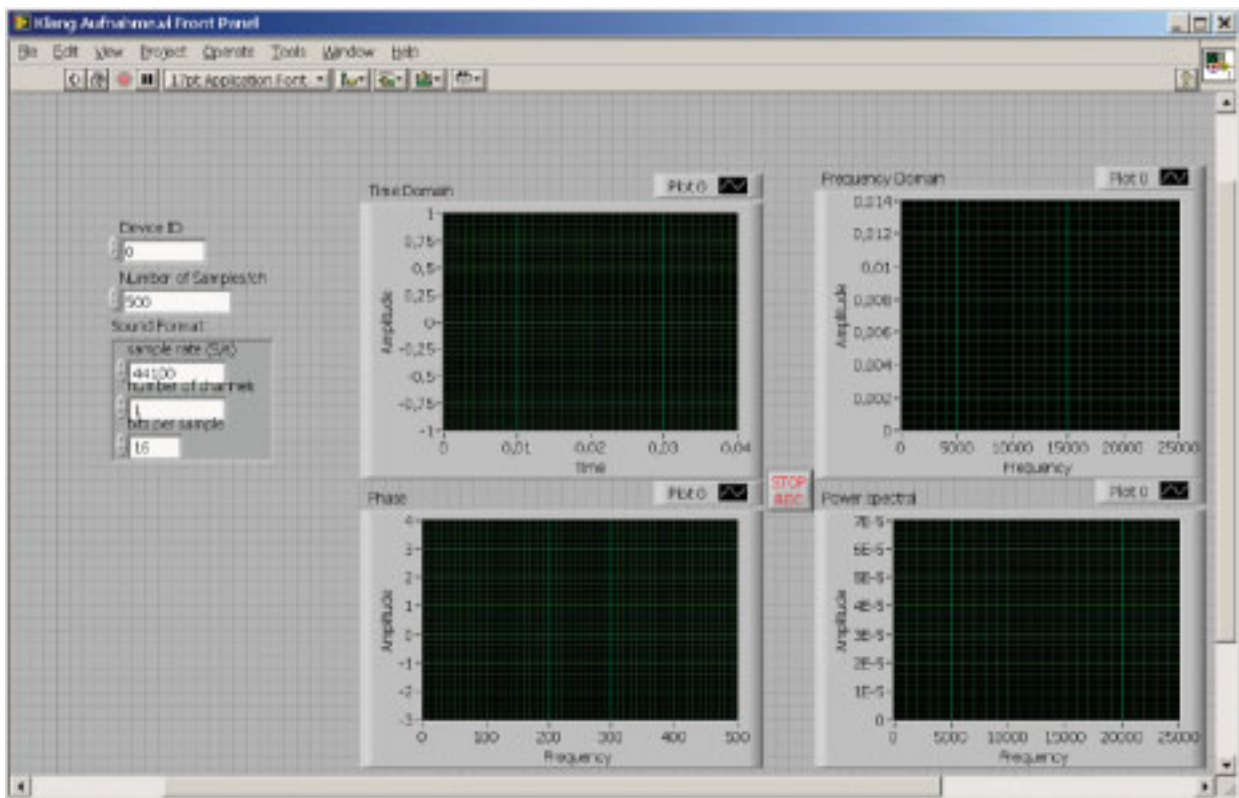 Klang Aufnahme.vi Front Panel
File Edit View Project Operate Tools Window Help
17pt Application Font
Device ID
0
Number of Samples/ch
500
Sound Format
sample rate (S/s)
44100
number of channels
1
bits per sample
16
Time Domain
Plot 0
Amplitude
1
0,75
0,5
0,25
0
-0,25
-0,5
-0,75
-1
0 0,01 0,02 0,03 0,04
Time
Frequency Domain
Plot 0
Amplitude
0,014
0,012
0,01
0,008
0,006
0,004
0,002
0
0 5000 10000 15000 20000 25000
Frequency
STOP
REC
Phase
Plot 0
Amplitude
4
3
2
1
0
-1
-2
-3
0 100 200 300 400 500
Frequency
Power spectral
Plot 0
Amplitude
7E-5
6E-5
5E-5
4E-5
3E-5
2E-5
1E-5
0
0 5000 10000 15000 20000 25000
Frequency